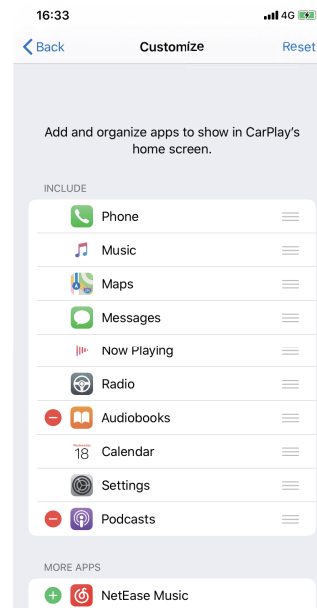 16:33
4G
Back
Customize
Reset
Add and organize apps to show in CarPlay's
home screen.
INCLUDE
Phone
Music
Maps
Messages
Now Playing
Radio
Audiobooks
Wednesday
18
Calendar
Settings
Podcasts
MORE APPS
NetEase Music